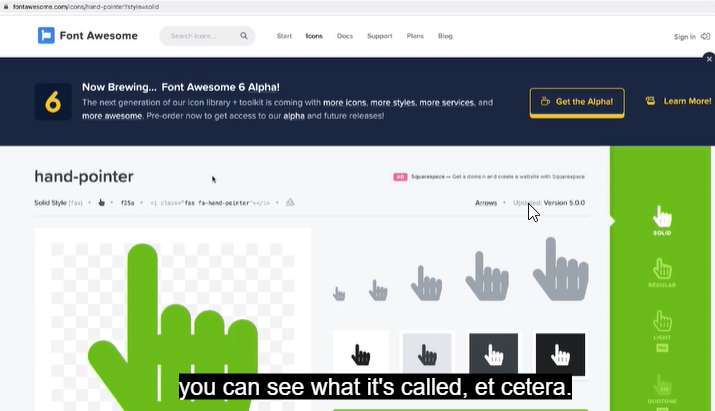 fontawesome.com/icons/hand-pointer?style=solid
Font Awesome
Search icons...
Start Icons Docs Support Plans Blog
Sign In
6
Now Brewing... Font Awesome 6 Alpha!
The next generation of our icon library + toolkit is coming with more icons, more styles, more services, and
more awesome. Pre-order now to get access to our alpha and future releases!
Get the Alpha!
Learn More!
hand-pointer
AD Squarespace — Get a domain and create a website with Squarespace
Solid Style (fas) • • f25a • <i class="fas fa-hand-pointer"></i> •
Arrows • Updated: Version 5.0.0
SOLID
REGULAR
LIGHT
PRO
DUOTONE
you can see what it's called, et cetera.